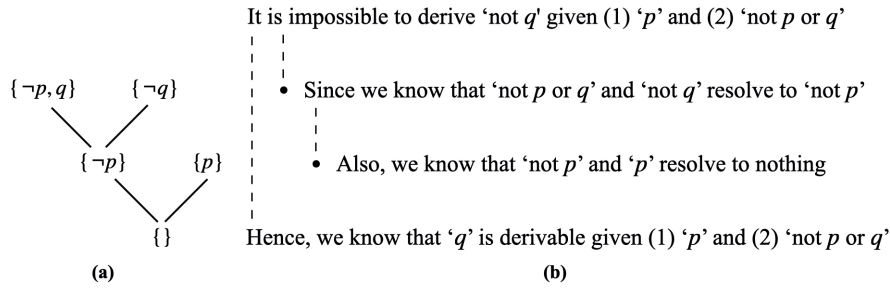 It is impossible to derive ‘not q' given (1) ‘p’ and (2) ‘not p or q’
{¬p, q} {¬q}
• Since we know that ‘not p or q’ and ‘not q’ resolve to ‘not p’
{¬p} {p}
• Also, we know that ‘not p’ and ‘p’ resolve to nothing
{}
Hence, we know that ‘q’ is derivable given (1) ‘p’ and (2) ‘not p or q’
(a)
(b)